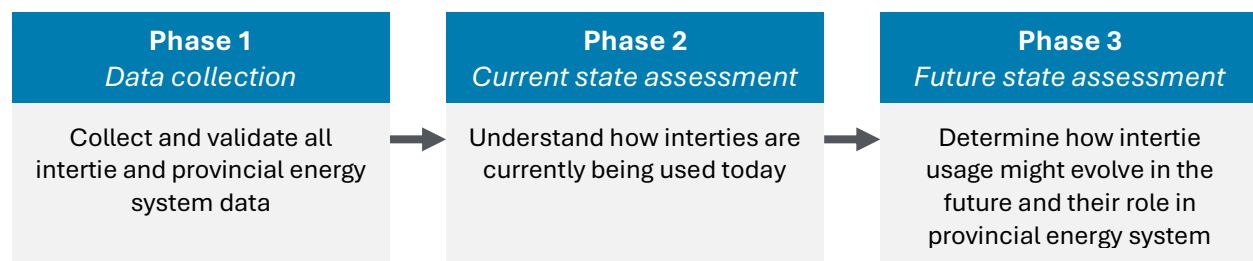 Phase 1
Data collection
Collect and validate all
intertie and provincial energy
system data
Phase 2
Current state assessment
Understand how interties are
currently being used today
Phase 3
Future state assessment
Determine how intertie
usage might evolve in the
future and their role in
provincial energy system